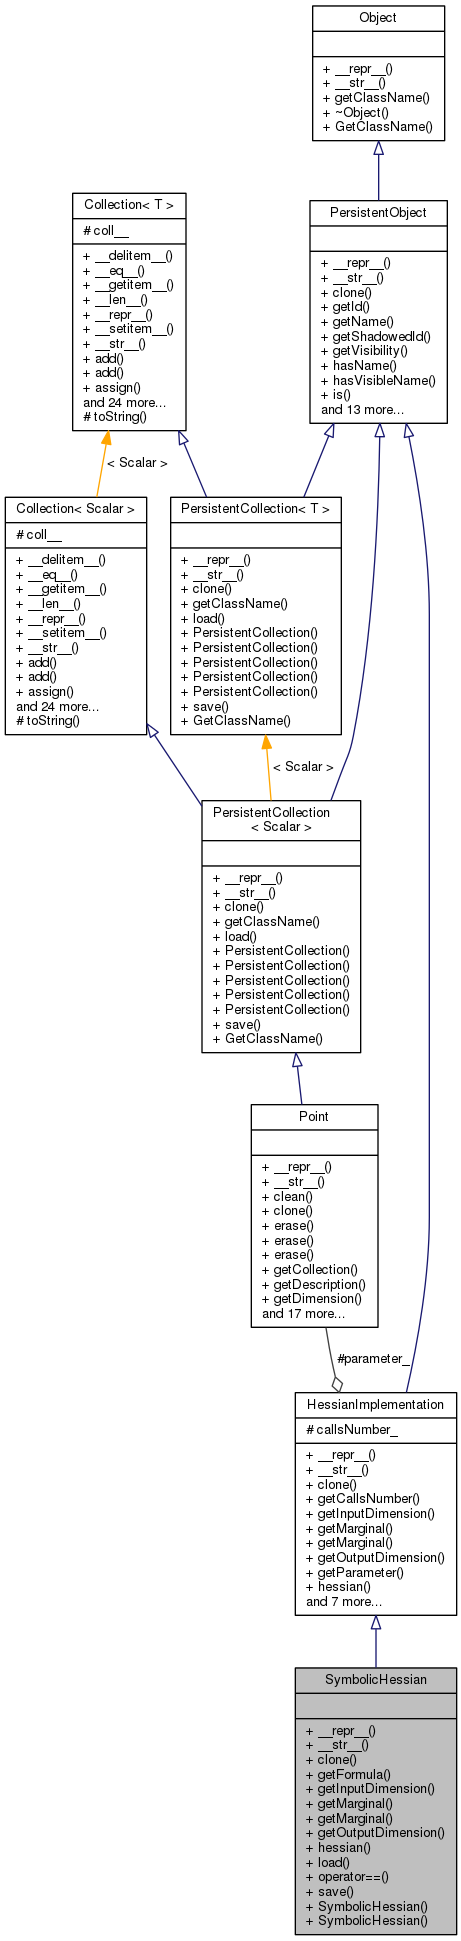 Object
+ __repr__()
+ __str__()
+ getClassName()
+ ~Object()
+ GetClassName()
Collection< T >
# coll__
+ __delitem__()
+ __eq__()
+ __getitem__()
+ __len__()
+ __repr__()
+ __setitem__()
+ __str__()
+ add()
+ add()
+ assign()
and 24 more...
# toString()
PersistentObject
+ __repr__()
+ __str__()
+ clone()
+ getId()
+ getName()
+ getShadowedId()
+ getVisibility()
+ hasName()
+ hasVisibleName()
+ is()
and 13 more...
< Scalar >
Collection< Scalar >
# coll__
+ __delitem__()
+ __eq__()
+ __getitem__()
+ __len__()
+ __repr__()
+ __setitem__()
+ __str__()
+ add()
+ add()
+ assign()
and 24 more...
# toString()
PersistentCollection< T >
+ __repr__()
+ __str__()
+ clone()
+ getClassName()
+ load()
+ PersistentCollection()
+ PersistentCollection()
+ PersistentCollection()
+ PersistentCollection()
+ PersistentCollection()
+ save()
+ GetClassName()
< Scalar >
PersistentCollection
< Scalar >
+ __repr__()
+ __str__()
+ clone()
+ getClassName()
+ load()
+ PersistentCollection()
+ PersistentCollection()
+ PersistentCollection()
+ PersistentCollection()
+ PersistentCollection()
+ save()
+ GetClassName()
Point
+ __repr__()
+ __str__()
+ clean()
+ clone()
+ erase()
+ erase()
+ erase()
+ getCollection()
+ getDescription()
+ getDimension()
and 17 more...
#parameter_
HessianImplementation
# callsNumber_
+ __repr__()
+ __str__()
+ clone()
+ getCallsNumber()
+ getInputDimension()
+ getMarginal()
+ getMarginal()
+ getOutputDimension()
+ getParameter()
+ hessian()
and 7 more...
SymbolicHessian
+ __repr__()
+ __str__()
+ clone()
+ getFormula()
+ getInputDimension()
+ getMarginal()
+ getMarginal()
+ getOutputDimension()
+ hessian()
+ load()
+ operator==()
+ save()
+ SymbolicHessian()
+ SymbolicHessian()